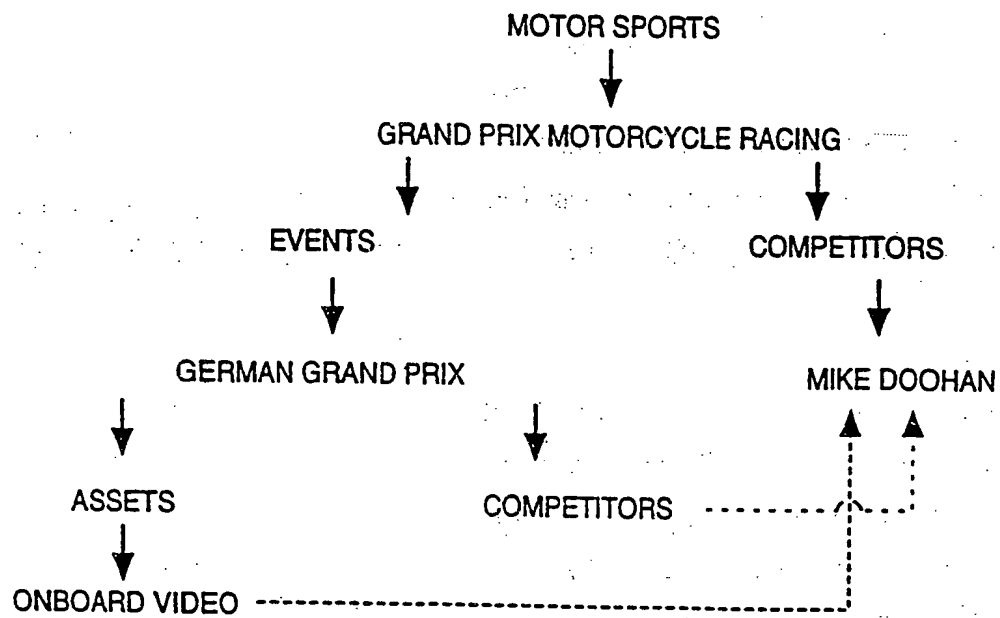 MOTOR SPORTS
GRAND PRIX MOTORCYCLE RACING
EVENTS
COMPETITORS
GERMAN GRAND PRIX
MIKE DOOHAN
ASSETS
COMPETITORS
ONBOARD VIDEO